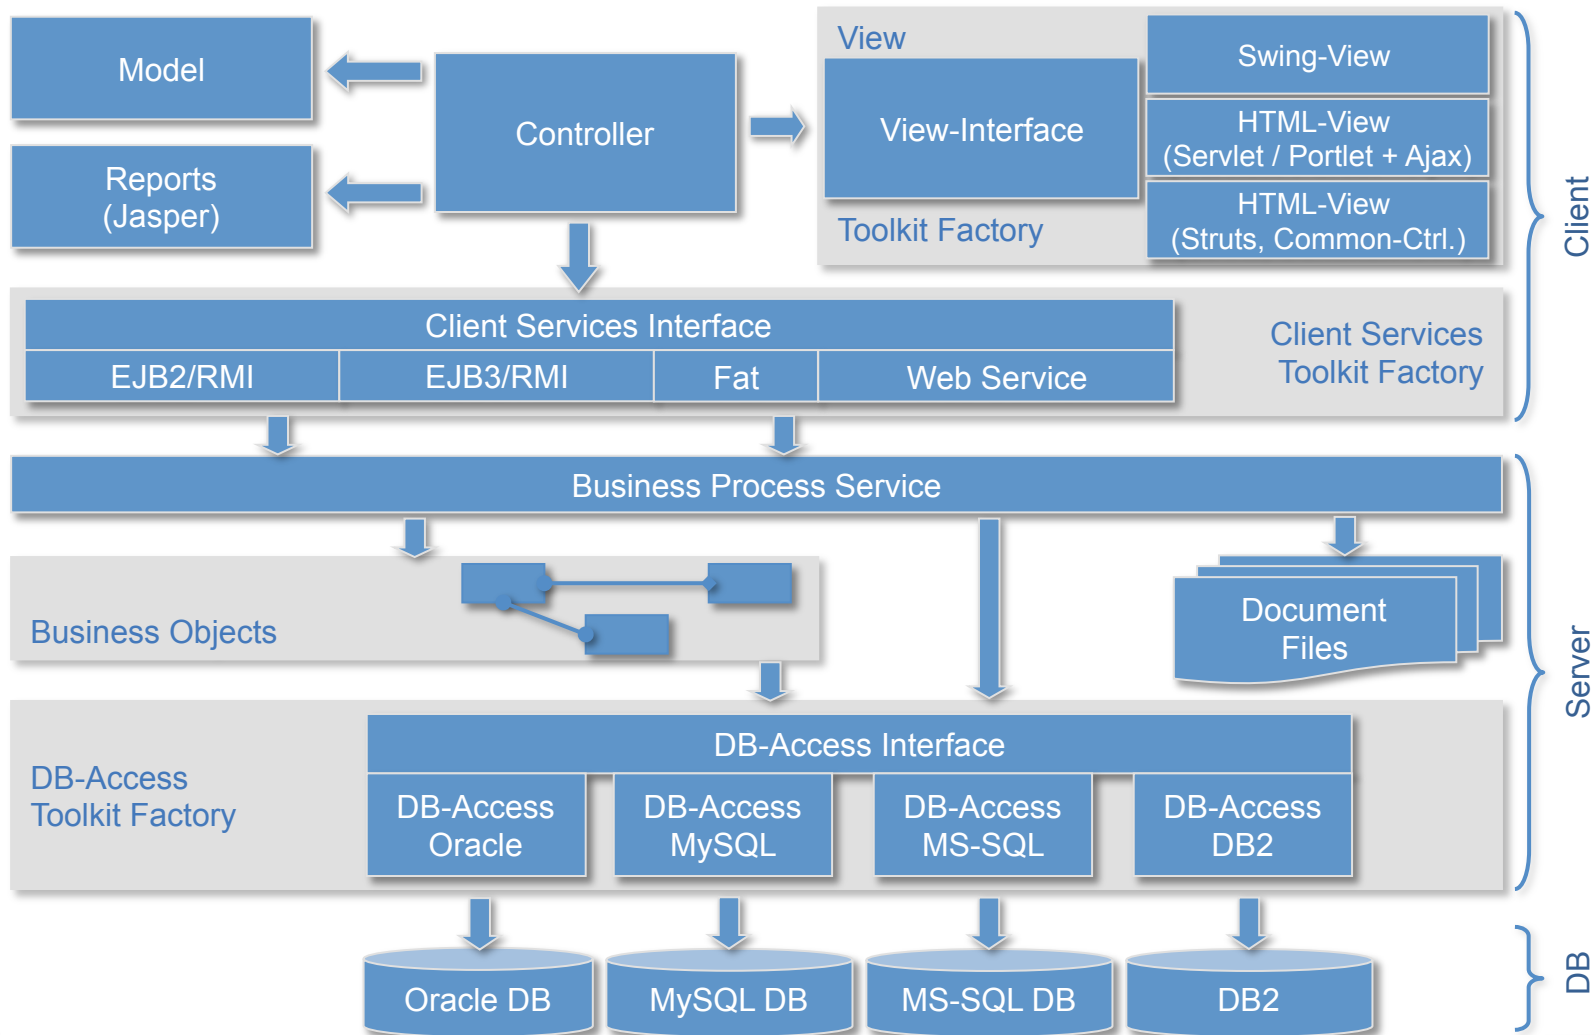 Model
Reports
(Jasper)
Controller
View
View-Interface
Toolkit Factory
Swing-View
HTML-View
(Servlet / Portlet + Ajax)
HTML-View
(Struts, Common-Ctrl.)
Client
Client Services Interface
EJB2/RMI
EJB3/RMI
Fat
Web Service
Client Services
Toolkit Factory
Business Process Service
Business Objects
Document
Files
Server
DB-Access
Toolkit Factory
DB-Access Interface
DB-Access
Oracle
DB-Access
MySQL
DB-Access
MS-SQL
DB-Access
DB2
Oracle DB
MySQL DB
MS-SQL DB
DB2
DB